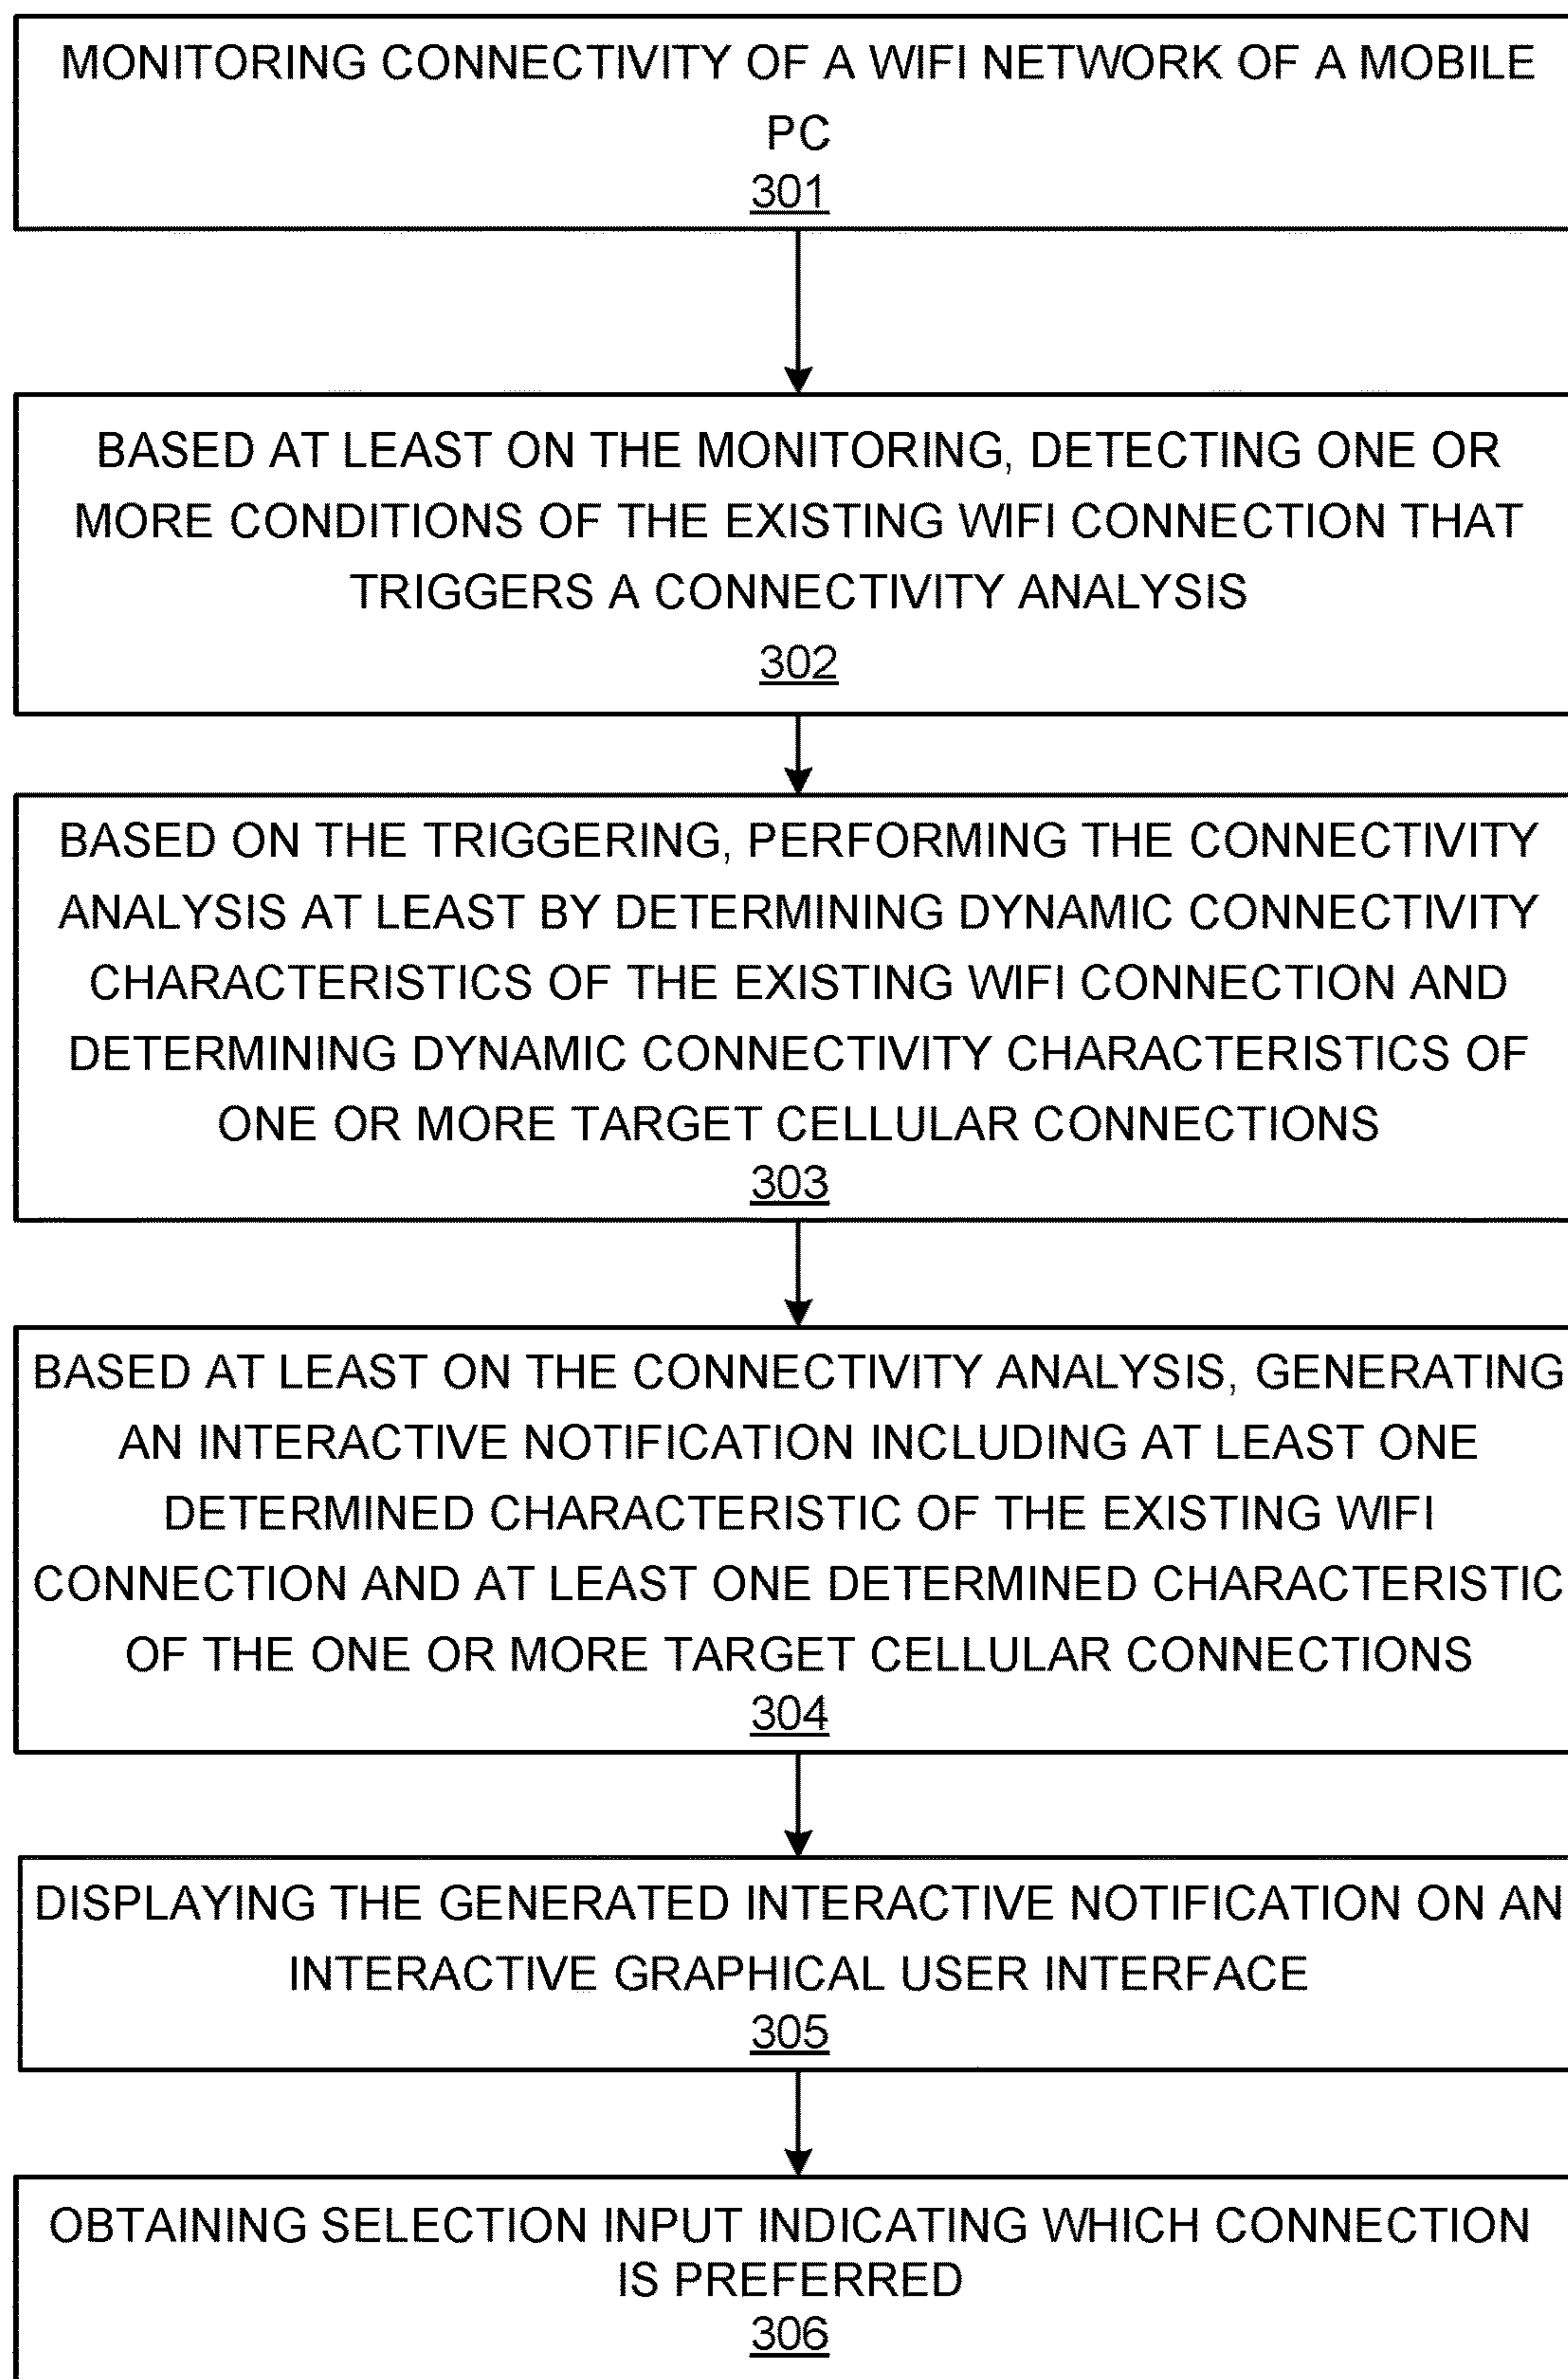 MONITORING CONNECTIVITY OF A WIFI NETWORK OF A MOBILE
PC
301
BASED AT LEAST ON THE MONITORING, DETECTING ONE OR
MORE CONDITIONS OF THE EXISTING WIFI CONNECTION THAT
TRIGGERS A CONNECTIVITY ANALYSIS
302
BASED ON THE TRIGGERING, PERFORMING THE CONNECTIVITY
ANALYSIS AT LEAST BY DETERMINING DYNAMIC CONNECTIVITY
CHARACTERISTICS OF THE EXISTING WIFI CONNECTION AND
DETERMINING DYNAMIC CONNECTIVITY CHARACTERISTICS OF
ONE OR MORE TARGET CELLULAR CONNECTIONS
303
BASED AT LEAST ON THE CONNECTIVITY ANALYSIS, GENERATING
AN INTERACTIVE NOTIFICATION INCLUDING AT LEAST ONE
DETERMINED CHARACTERISTIC OF THE EXISTING WIFI
CONNECTION AND AT LEAST ONE DETERMINED CHARACTERISTIC
OF THE ONE OR MORE TARGET CELLULAR CONNECTIONS
304
DISPLAYING THE GENERATED INTERACTIVE NOTIFICATION ON AN
INTERACTIVE GRAPHICAL USER INTERFACE
305
OBTAINING SELECTION INPUT INDICATING WHICH CONNECTION
IS PREFERRED
306